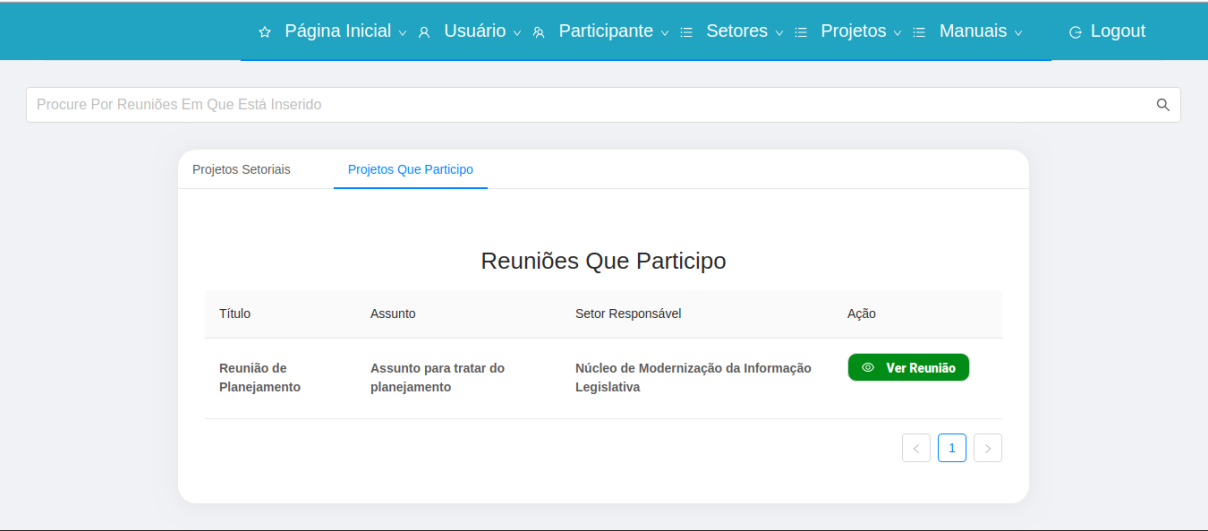 Página Inicial Usuário Participante Setores Projetos Manuais Logout
Procure Por Reuniões Em Que Está Inserido
Projetos Setoriais Projetos Que Participo
Reuniões Que Participo
Título Assunto Setor Responsável Ação
Reunião de Assunto para tratar do Núcleo de Modernização da Informação Ver Reunião
Planejamento planejamento Legislativa
1